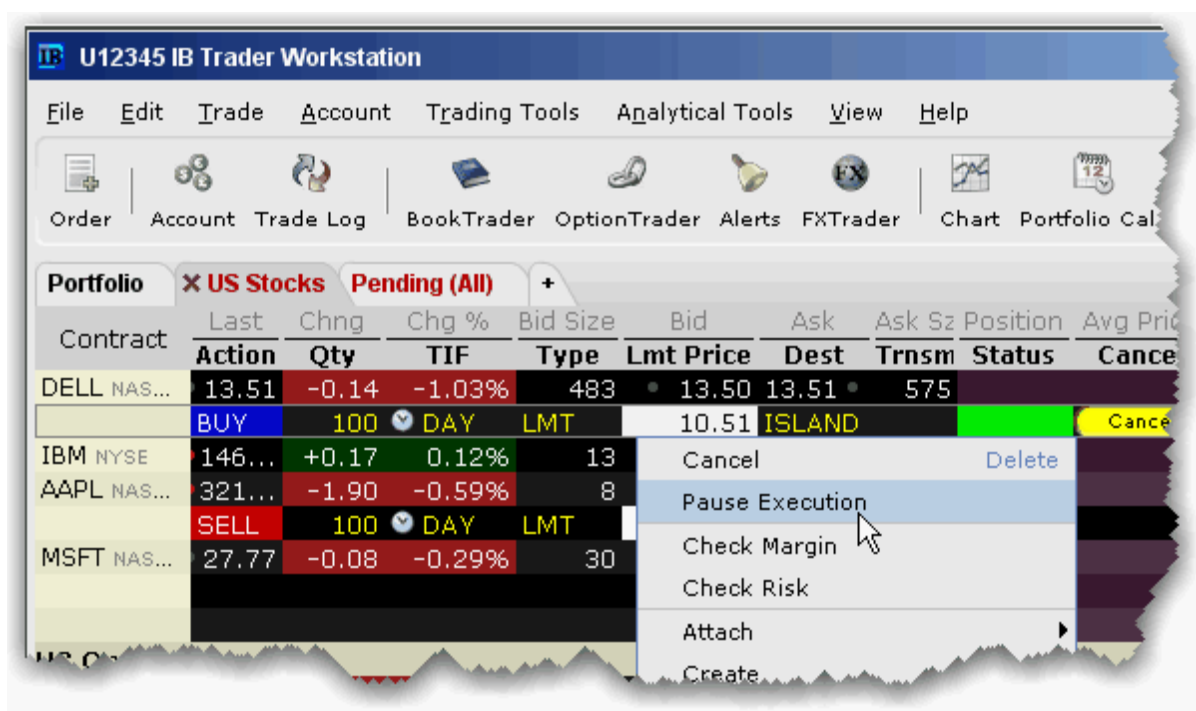 IB U12345 IB Trader Workstation
File Edit Trade Account Trading Tools Analytical Tools View Help
FX 12
Order Account Trade Log BookTrader OptionTrader Alerts FXTrader Chart Portfolio Cal
Portfolio × US Stocks Pending (All) +
Contract Last Chng Chg % Bid Size Bid Ask Ask Sz Position Avg Pric
Action Qty TIF Type Lmt Price Dest Trnsm Status Cance
DELL NAS... 13.51 -0.14 -1.03% 483 13.50 13.51 575
BUY 100 DAY LMT 10.51 ISLAND Cance
IBM NYSE 146... +0.17 0.12% 13 Cancel Delete
AAPL NAS... 321... -1.90 -0.59% 8 Pause Execution
SELL 100 DAY LMT Check Margin
MSFT NAS... 27.77 -0.08 -0.29% 30 Check Risk
Attach
Create